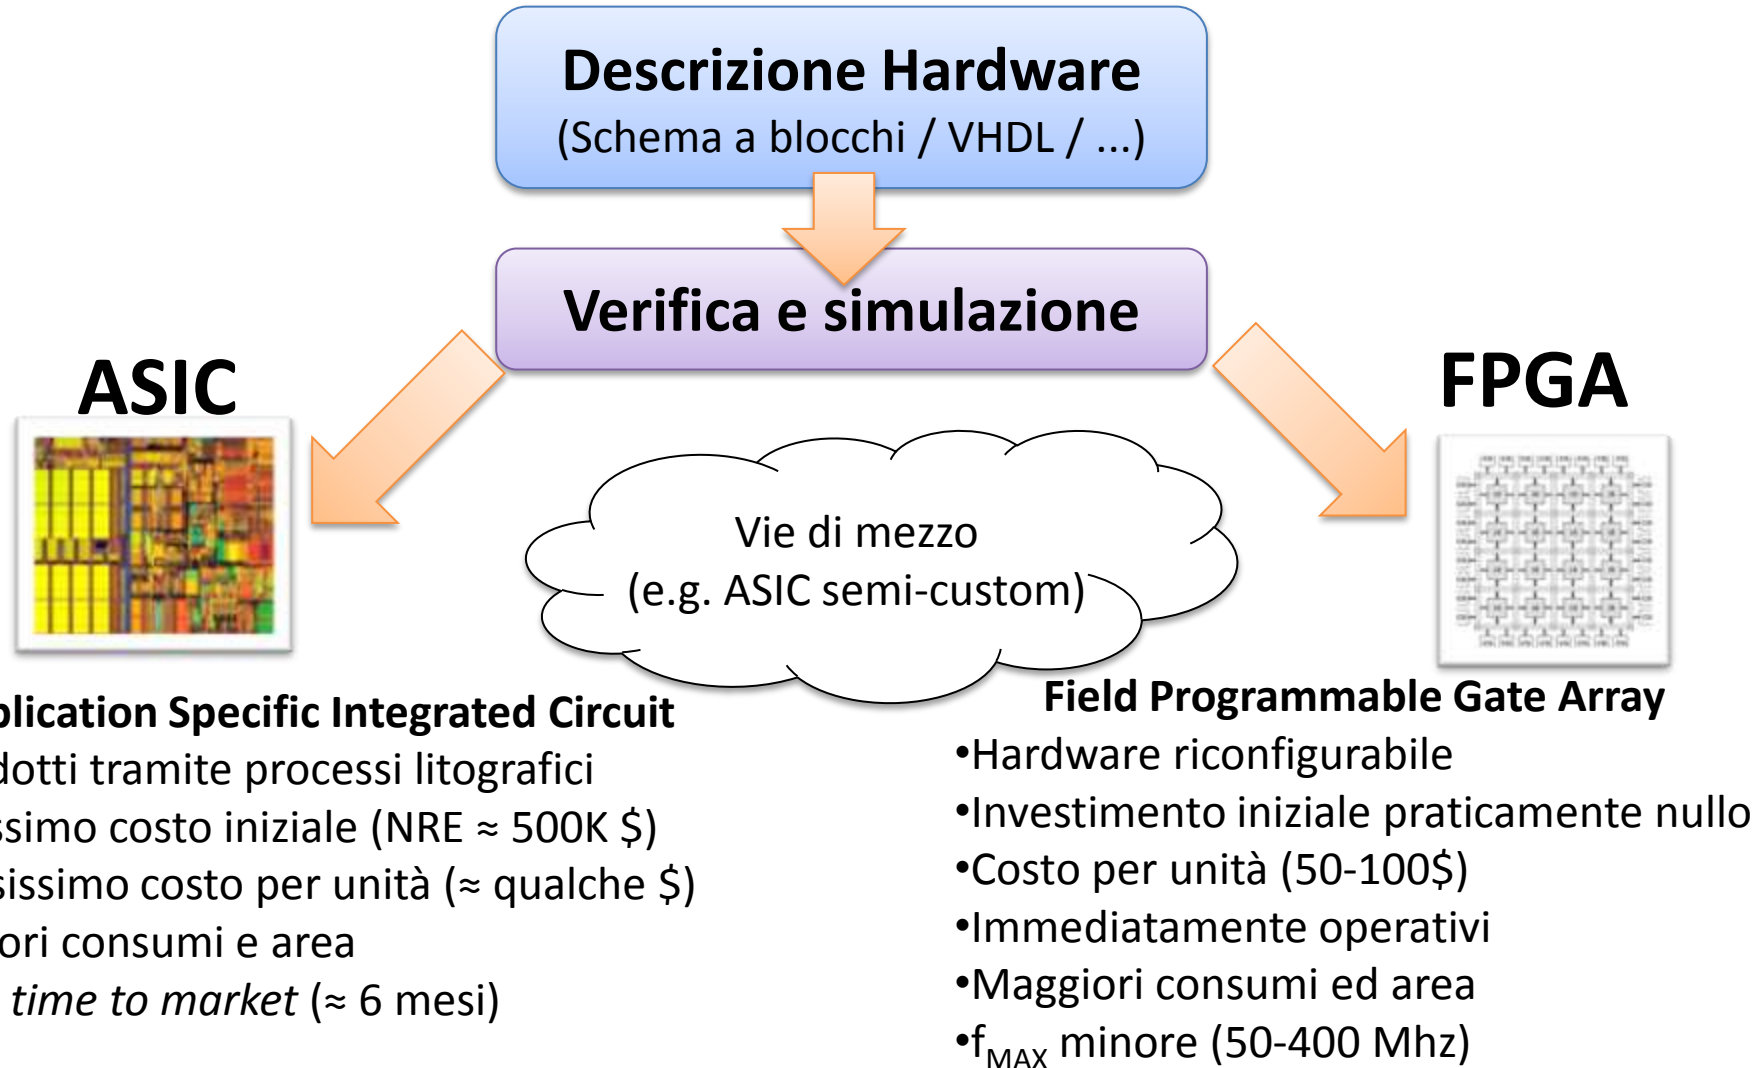 Descrizione Hardware
(Schema a blocchi / VHDL / ...)
Verifica e simulazione
ASIC
FPGA
Vie di mezzo
(e.g. ASIC semi-custom)
plication Specific Integrated Circuit
dotti tramite processi litografici
ssimo costo iniziale (NRE ≈ 500K $)
sissimo costo per unità (≈ qualche $)
ori consumi e area
time to market (≈ 6 mesi)
Field Programmable Gate Array
•Hardware riconfigurabile
•Investimento iniziale praticamente nullo
•Costo per unità (50-100$)
•Immediatamente operativi
•Maggiori consumi ed area
•fMAX minore (50-400 Mhz)